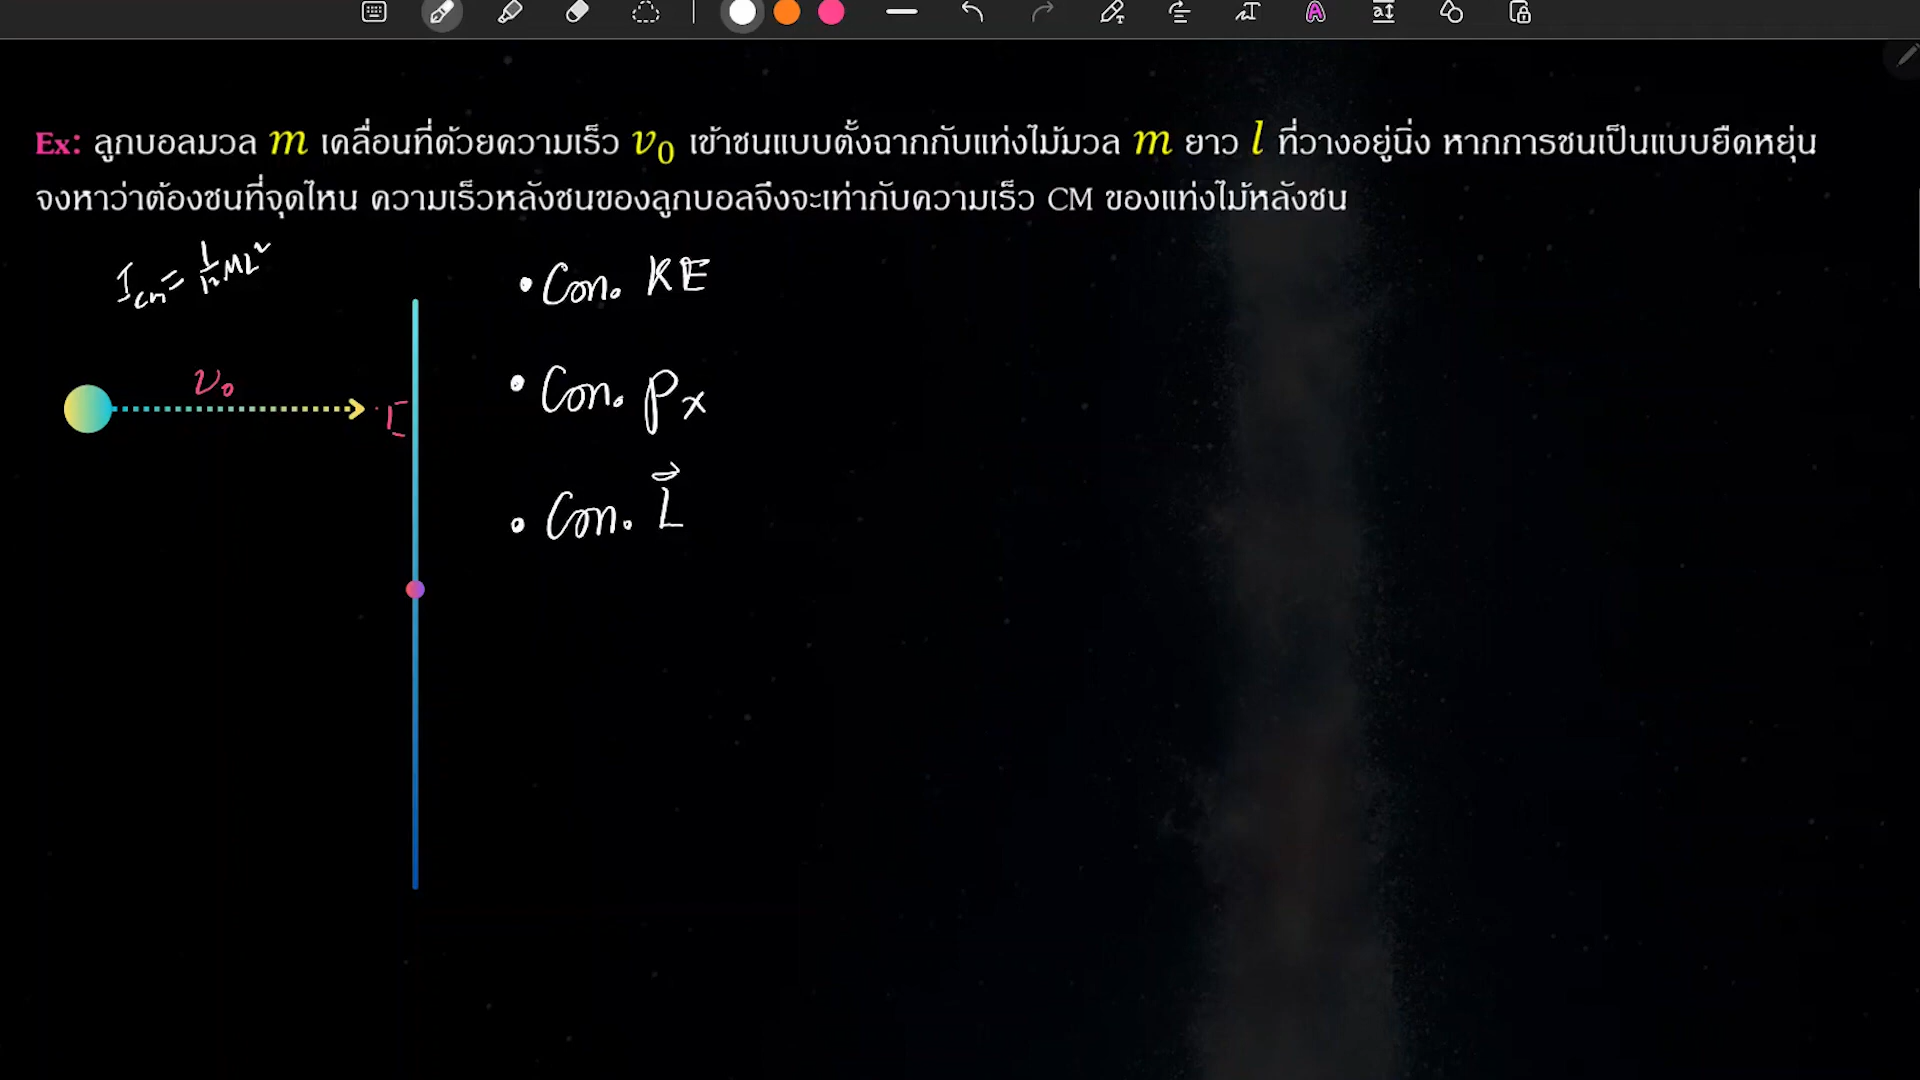 Ex: ลูกบอลมวล m เคลื่อนที่ด้วยความเร็ว v₀ เข้าชนแบบตั้งฉากกับแท่งไม้มวล m ยาว l ที่วางอยู่นิ่ง หากการชนเป็นแบบยืดหยุ่น
จงหาว่าต้องชนที่จุดไหน ความเร็วหลังชนของลูกบอลจึงจะเท่ากับความเร็ว CM ของแท่งไม้หลังชน
I_cm = 1/12 ML²
• Con. KE
v₀
• Con. Pₓ
• Con. L⃗